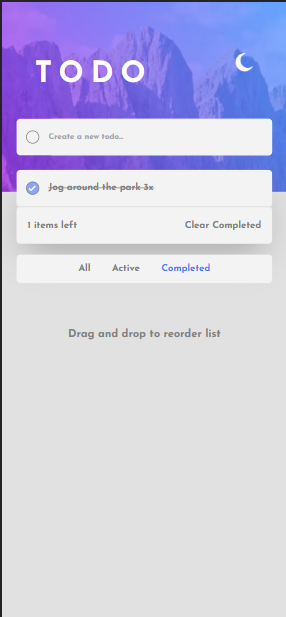 TODO
Create a new todo...
Jog around the park 3x
1 items left
Clear Completed
All Active Completed
Drag and drop to reorder list